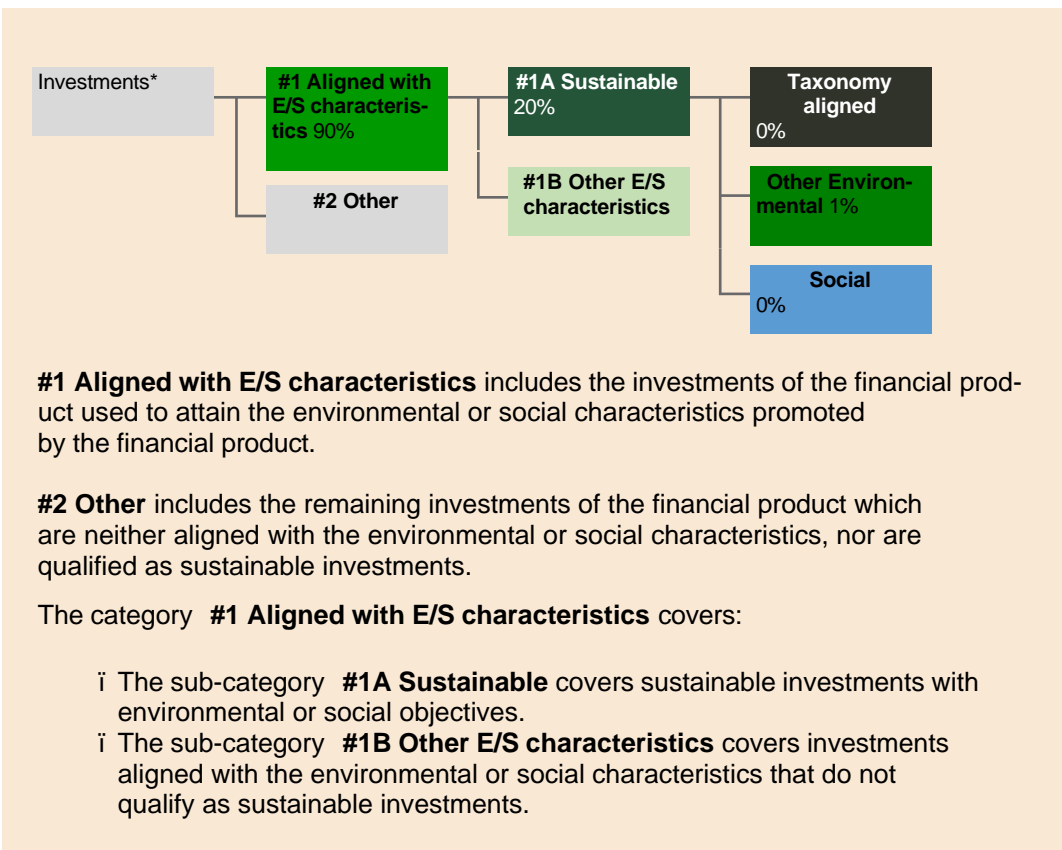 Investments*
#1 Aligned with
E/S characteris-
tics 90%
#2 Other
#1A Sustainable
20%
#1B Other E/S
characteristics
Taxonomy
aligned
0%
Other Environ-
mental 1%
Social
0%
#1 Aligned with E/S characteristics includes the investments of the financial prod-
uct used to attain the environmental or social characteristics promoted
by the financial product.
#2 Other includes the remaining investments of the financial product which
are neither aligned with the environmental or social characteristics, nor are
qualified as sustainable investments.
The category #1 Aligned with E/S characteristics covers:
ï The sub-category #1A Sustainable covers sustainable investments with
environmental or social objectives.
ï The sub-category #1B Other E/S characteristics covers investments
aligned with the environmental or social characteristics that do not
qualify as sustainable investments.